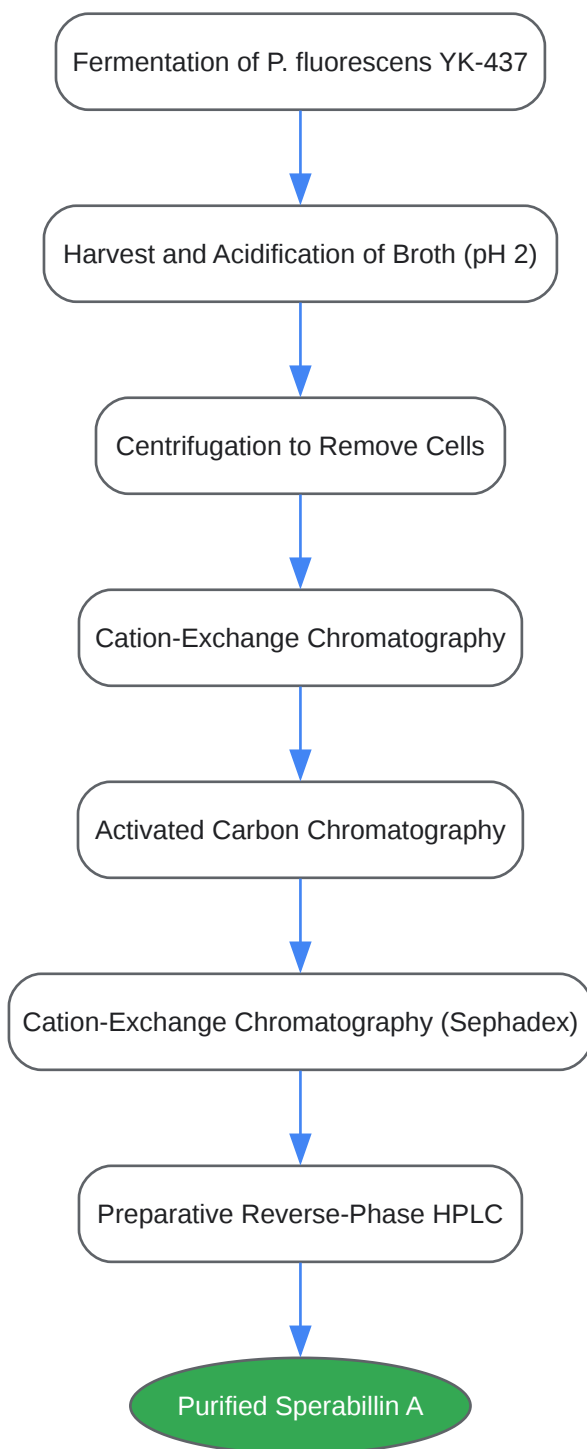 Fermentation of P. fluorescens YK-437
Harvest and Acidification of Broth (pH 2)
Centrifugation to Remove Cells
Cation-Exchange Chromatography
Activated Carbon Chromatography
Cation-Exchange Chromatography (Sephadex)
Preparative Reverse-Phase HPLC
Purified Sperabillin A